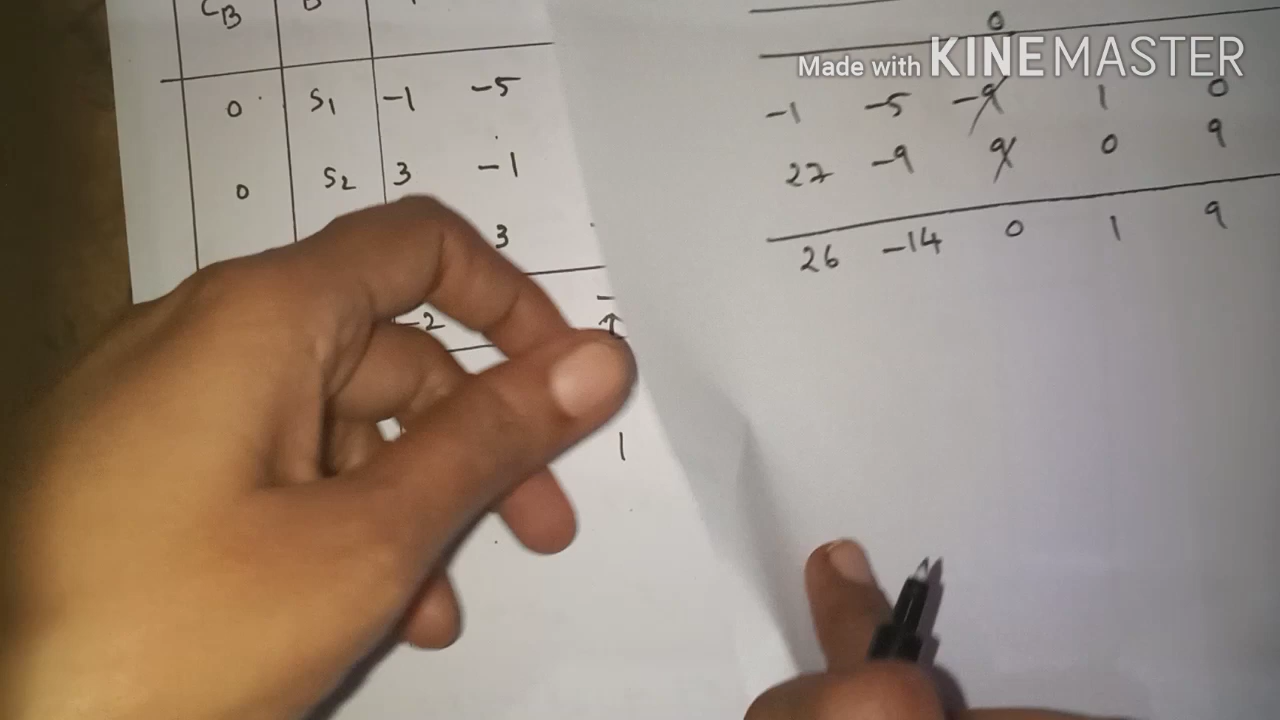 CB B
0 S1 -1 -5
0 S2 3 -1
3
-2
↑
1
0
Made with KINEMASTER
-1 -5 -9 1 0
27 -9 9 0 9
26 -14 0 1 9